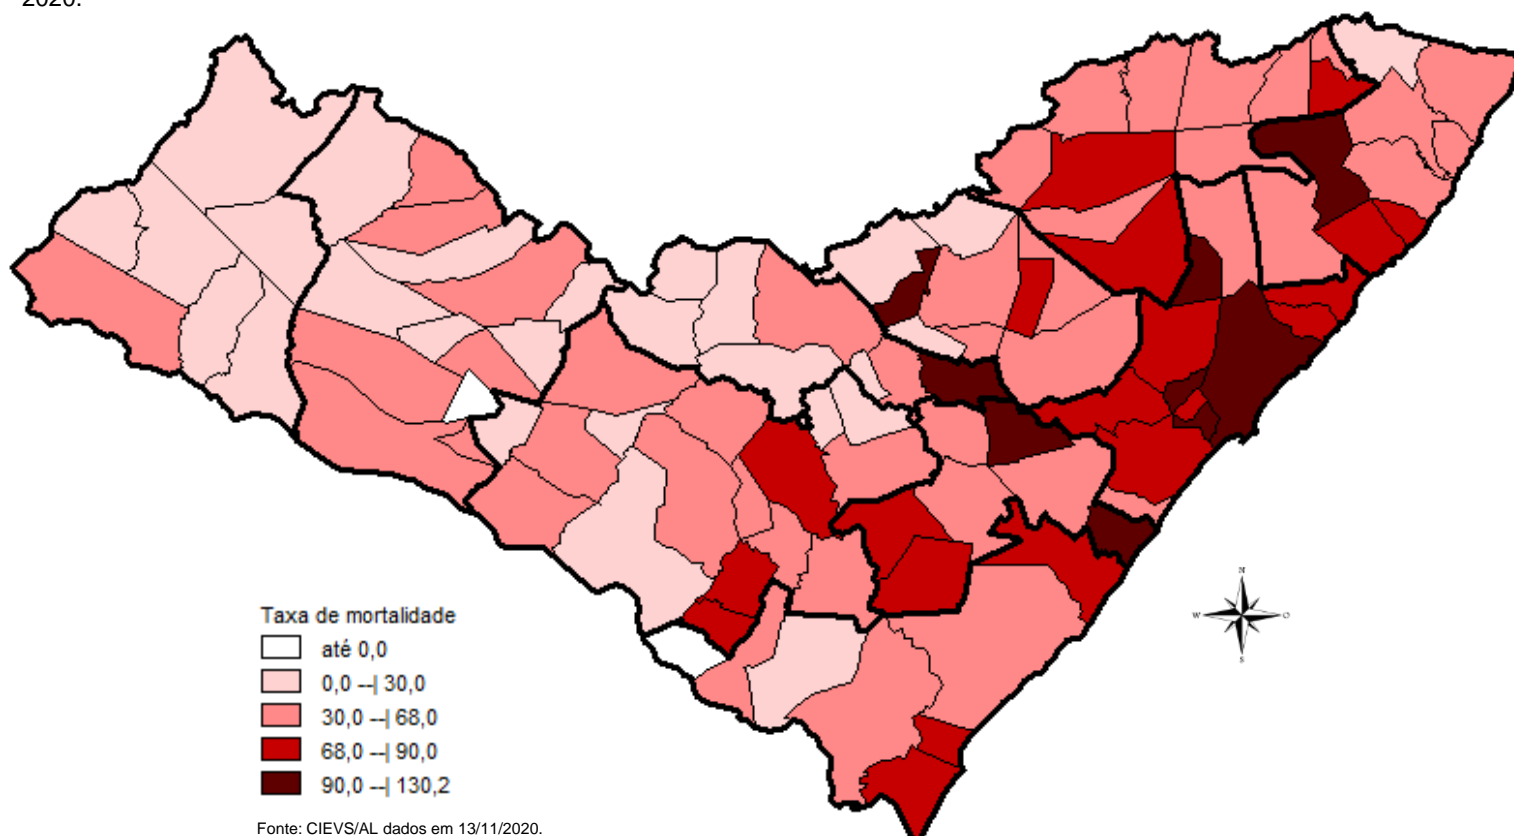 2020.
N
W
O
S
Taxa de mortalidade
até 0,0
0,0 --| 30,0
30,0 --| 68,0
68,0 --| 90,0
90,0 --| 130,2
Fonte: CIEVS/AL dados em 13/11/2020.